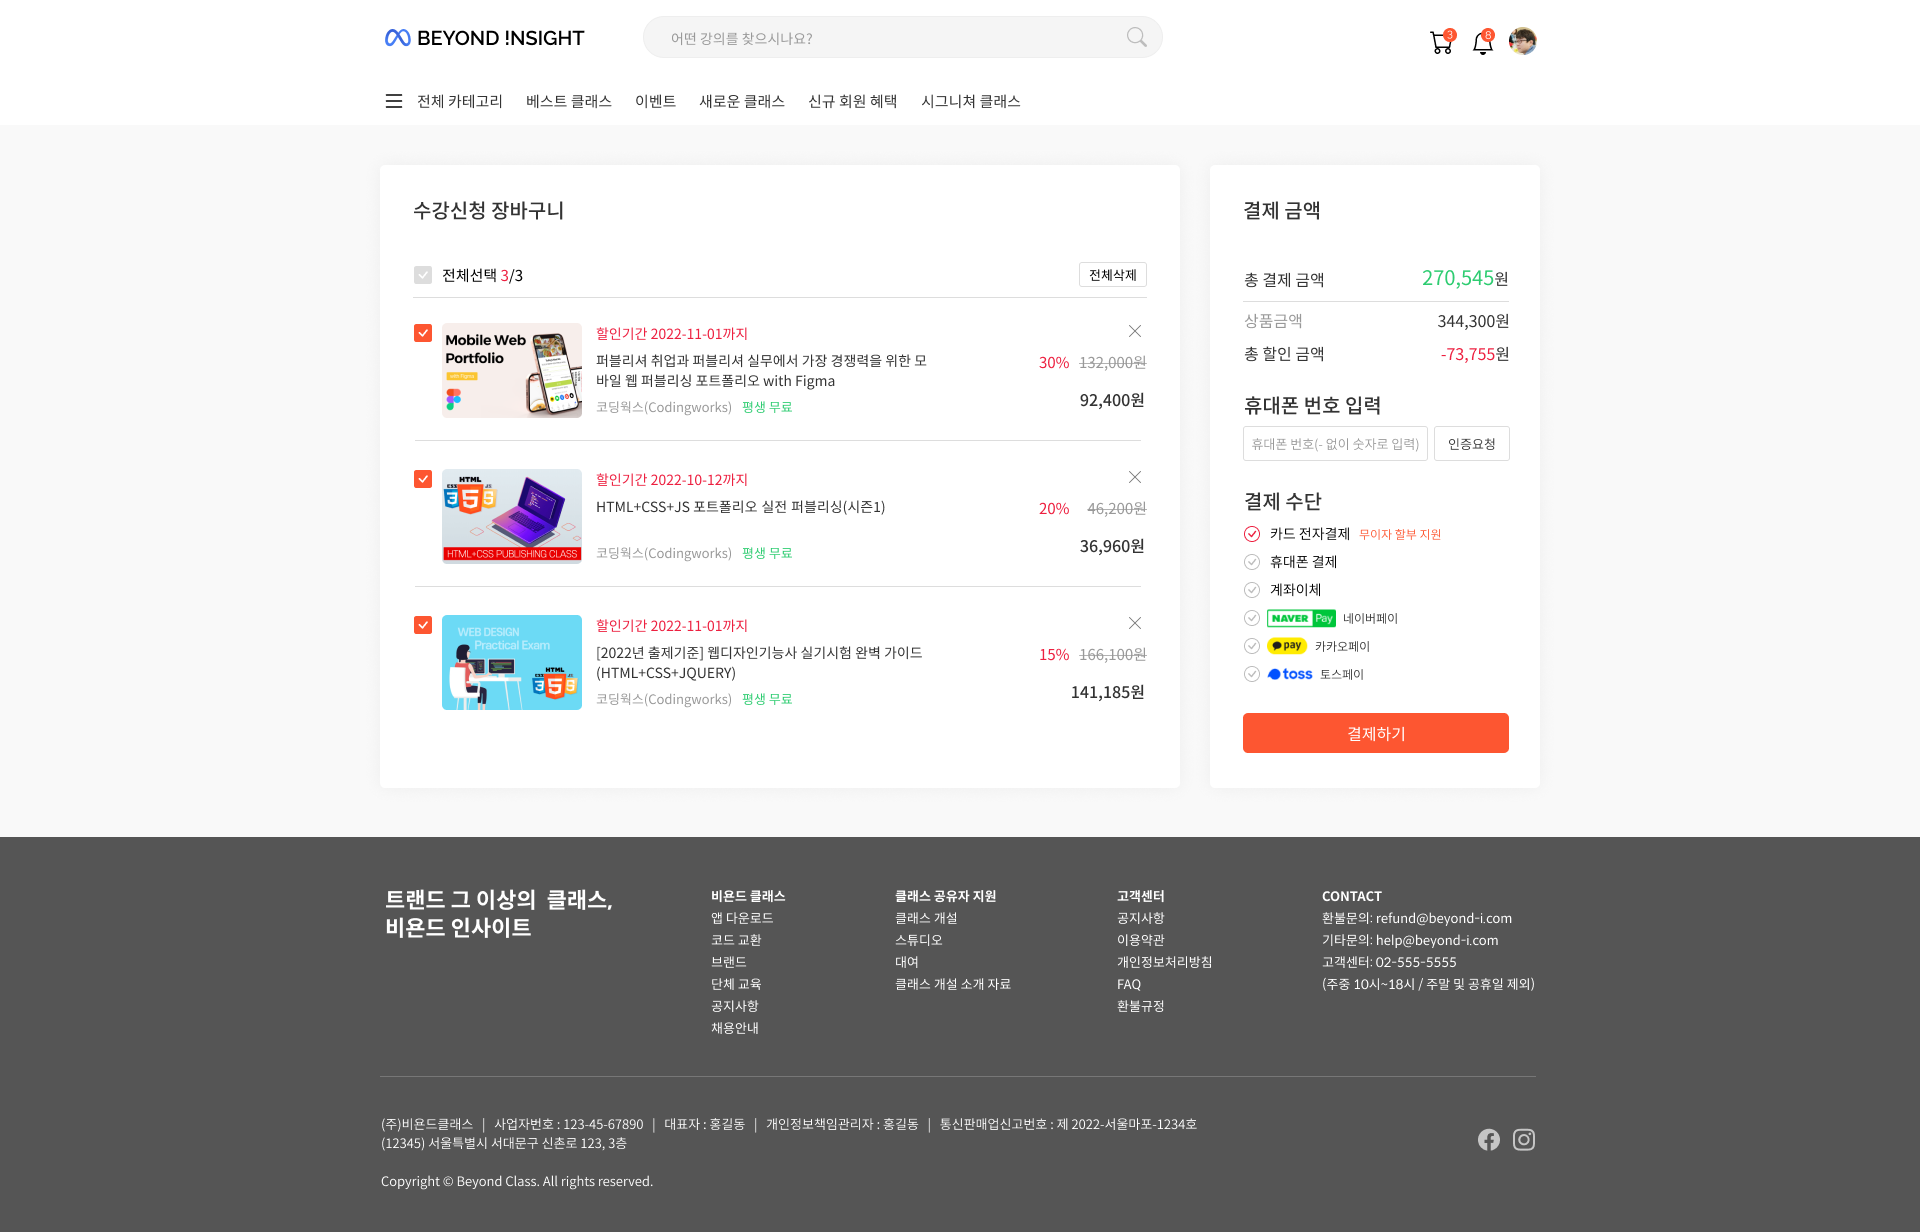 BEYOND !NSIGHT
어떤 강의를 찾으시나요?
3
8
전체 카테고리 베스트 클래스 이벤트 새로운 클래스 신규 회원 혜택 시그니쳐 클래스
수강신청 장바구니
전체선택 3/3
전체삭제
Mobile Web
Portfolio
with Figma
할인기간 2022-11-01까지
퍼블리셔 취업과 퍼블리셔 실무에서 가장 경쟁력을 위한 모
바일 웹 퍼블리싱 포트폴리오 with Figma
코딩웍스(Codingworks) 평생 무료
30% 132,000원
92,400원
HTML
CSS JS
3 5 5
HTML+CSS PUBLISHING CLASS
할인기간 2022-10-12까지
HTML+CSS+JS 포트폴리오 실전 퍼블리싱(시즌1)
코딩웍스(Codingworks) 평생 무료
20% 46,200원
36,960원
WEB DESIGN
Practical Exam
HTML
3 5 5
할인기간 2022-11-01까지
[2022년 출제기준] 웹디자인기능사 실기시험 완벽 가이드
(HTML+CSS+JQUERY)
코딩웍스(Codingworks) 평생 무료
15% 166,100원
141,185원
결제 금액
총 결제 금액 270,545원
상품금액 344,300원
총 할인 금액 -73,755원
휴대폰 번호 입력
휴대폰 번호(- 없이 숫자로 입력) 인증요청
결제 수단
카드 전자결제 무이자 할부 지원
휴대폰 결제
계좌이체
NAVER Pay 네이버페이
pay 카카오페이
toss 토스페이
결제하기
트랜드 그 이상의 클래스,
비욘드 인사이트
비욘드 클래스
앱 다운로드
코드 교환
브랜드
단체 교육
공지사항
채용안내
클래스 공유자 지원
클래스 개설
스튜디오
대여
클래스 개설 소개 자료
고객센터
공지사항
이용약관
개인정보처리방침
FAQ
환불규정
CONTACT
환불문의: refund@beyond-i.com
기타문의: help@beyond-i.com
고객센터: 02-555-5555
(주중 10시~18시 / 주말 및 공휴일 제외)
(주)비욘드클래스 | 사업자번호 : 123-45-67890 | 대표자 : 홍길동 | 개인정보책임관리자 : 홍길동 | 통신판매업신고번호 : 제 2022-서울마포-1234호
(12345) 서울특별시 서대문구 신촌로 123, 3층
Copyright © Beyond Class. All rights reserved.